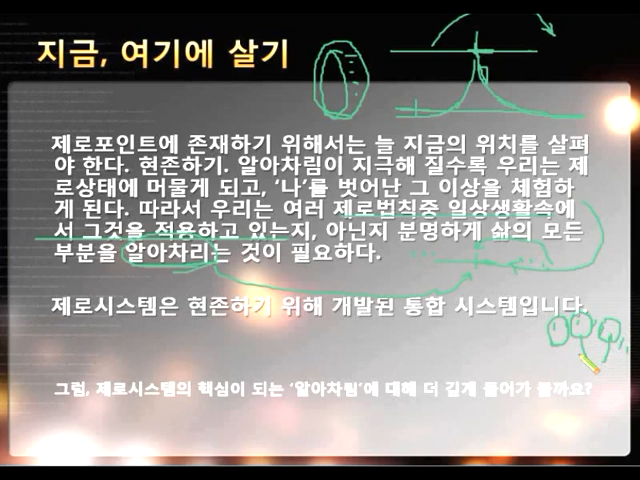 지금, 여기에 살기
제로포인트에 존재하기 위해서는 늘 지금의 위치를 살펴
야 한다. 현존하기. 알아차림이 지극해 질수록 우리는 제
로상태에 머물게 되고, ‘나’를 벗어난 그 이상을 체험하
게 된다. 따라서 우리는 여러 제로법칙중 일상생활속에
서 그것을 적용하고 있는지, 아닌지 분명하게 삶의 모든
부분을 알아차리는 것이 필요하다.
제로시스템은 현존하기 위해 개발된 통합 시스템입니다.
그럼, 제로시스템의 핵심이 되는 ‘알아차림’에 대해 더 깊게 들어가 볼까요?